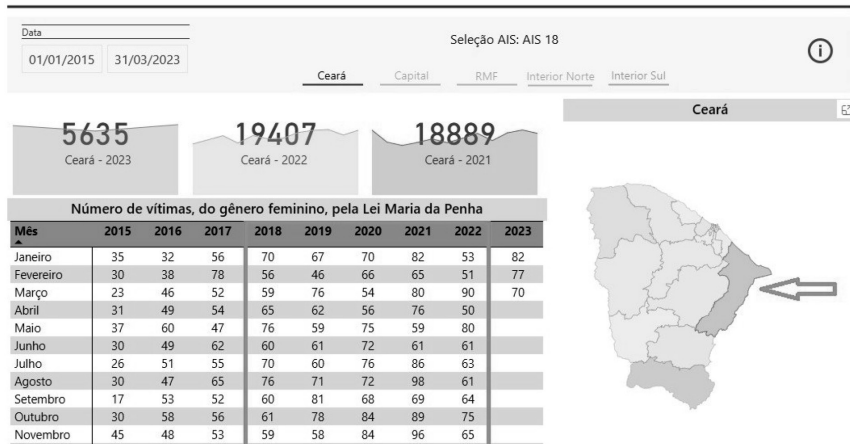 Data
01/01/2015 31/03/2023
Seleção AIS: AIS 18
Ceará Capital RMF Interior Norte Interior Sul
5635
Ceará - 2023
19407
Ceará - 2022
18889
Ceará - 2021
Ceará
Número de vítimas, do gênero feminino, pela Lei Maria da Penha
Mês 2015 2016 2017 2018 2019 2020 2021 2022 2023
Janeiro 35 32 56 70 67 70 82 53 82
Fevereiro 30 38 78 56 46 66 65 51 77
Março 23 46 52 59 76 54 80 90 70
Abril 31 49 54 65 62 56 76 50
Maio 37 60 47 76 59 75 59 80
Junho 30 49 62 60 61 72 61 61
Julho 26 51 55 70 60 76 86 63
Agosto 30 47 65 76 71 72 98 61
Setembro 17 53 52 60 81 68 69 64
Outubro 30 58 56 61 78 84 89 75
Novembro 45 48 53 59 58 84 96 65